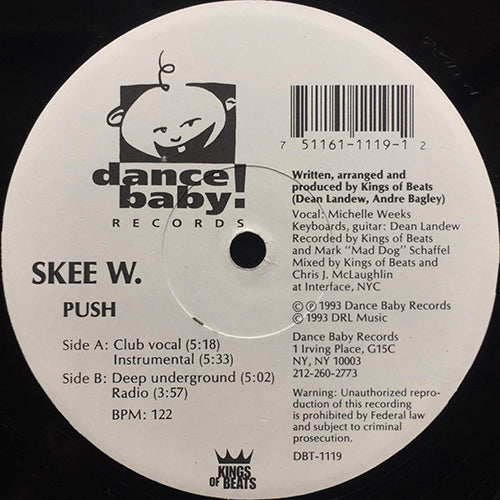 dance!
baby.
RECORDS
7 51161-1119-1 2
Written, arranged and
produced by Kings of Beats
(Dean Landew, Andre Bagley)
Vocal: Michelle Weeks
Keyboards, guitar: Dean Landew
Recorded by Kings of Beats
and Mark "Mad Dog" Schaffel
Mixed by Kings of Beats and
Chris J. McLaughlin
at Interface, NYC
SKEE W.
PUSH
Side A: Club vocal (5:18)
Instrumental (5:33)
Side B: Deep underground (5:02)
Radio (3:57)
BPM: 122
© ℗ 1993 Dance Baby Records
© 1993 DRL Music
Dance Baby Records
1 Irving Place, G15C
NY, NY 10003
212-260-2773
Warning: Unauthorized repro-
duction of this recording
is prohibited by Federal law
and subject to criminal
prosecution.
DBT-1119
KINGS
OF BEATS